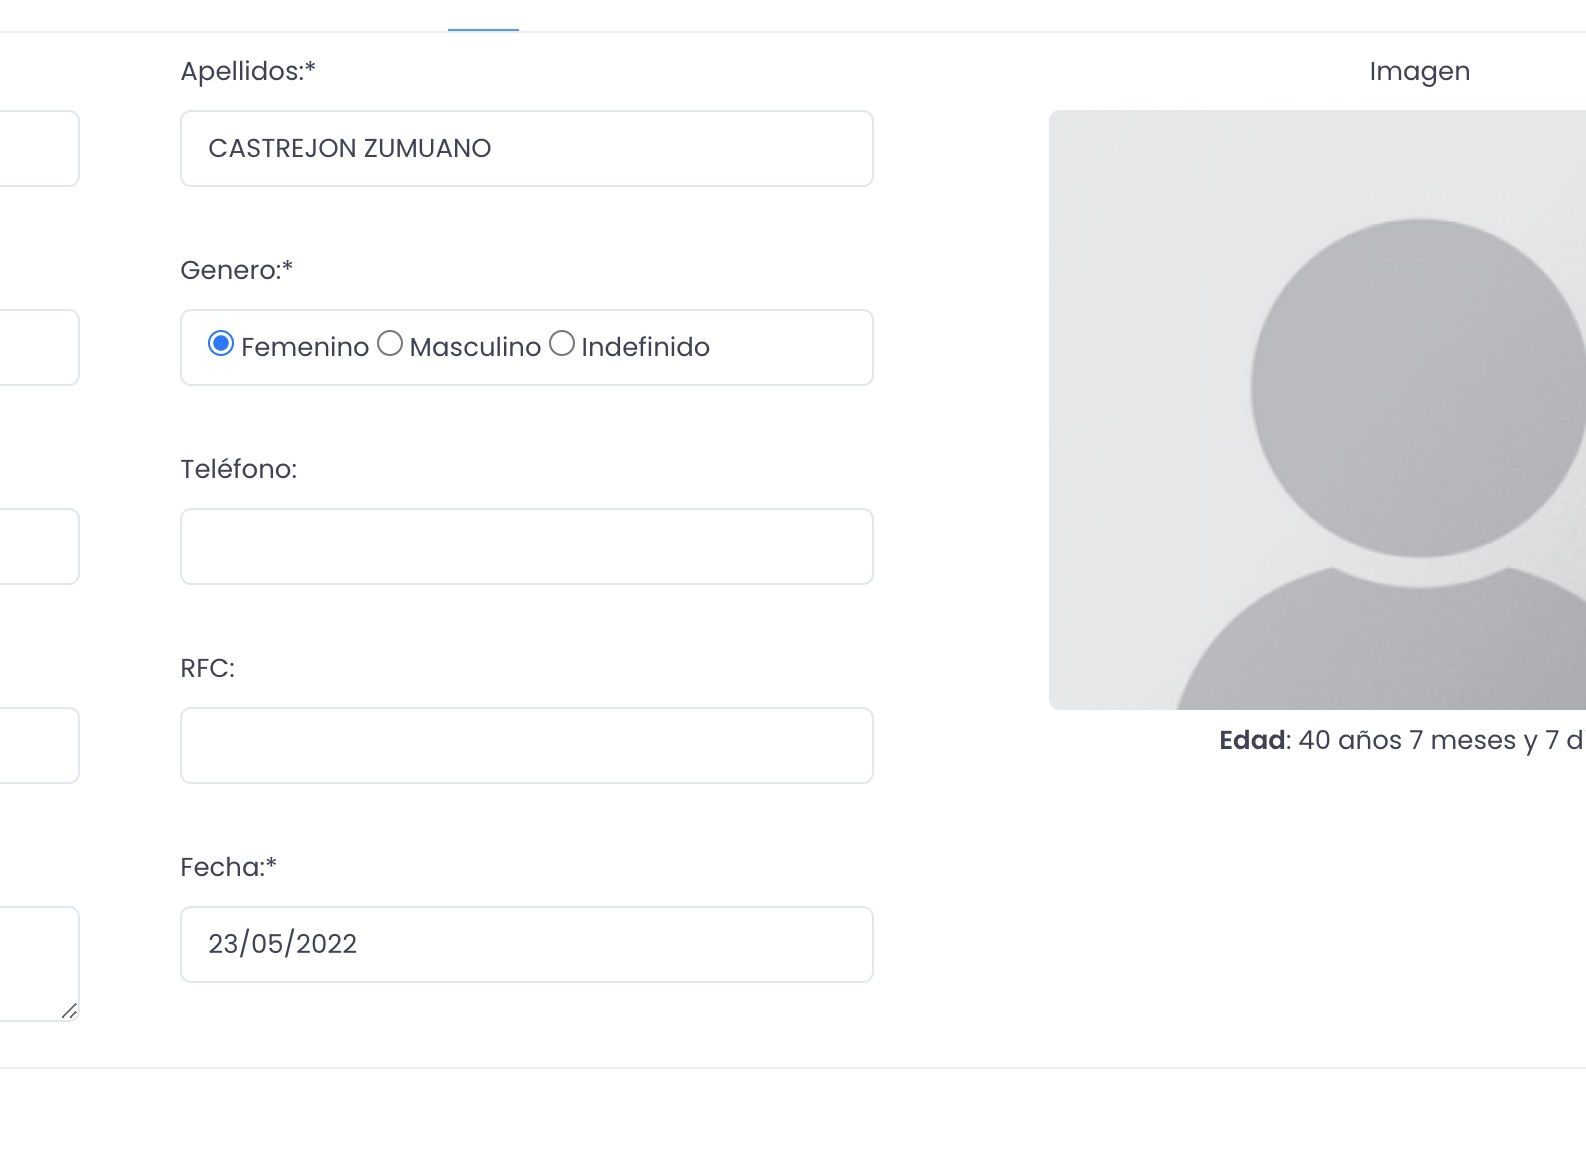 Apellidos:*
CASTREJON ZUMUANO
Genero:*
Femenino Masculino Indefinido
Teléfono:
RFC:
Fecha:*
23/05/2022
Imagen
Edad: 40 años 7 meses y 7 d